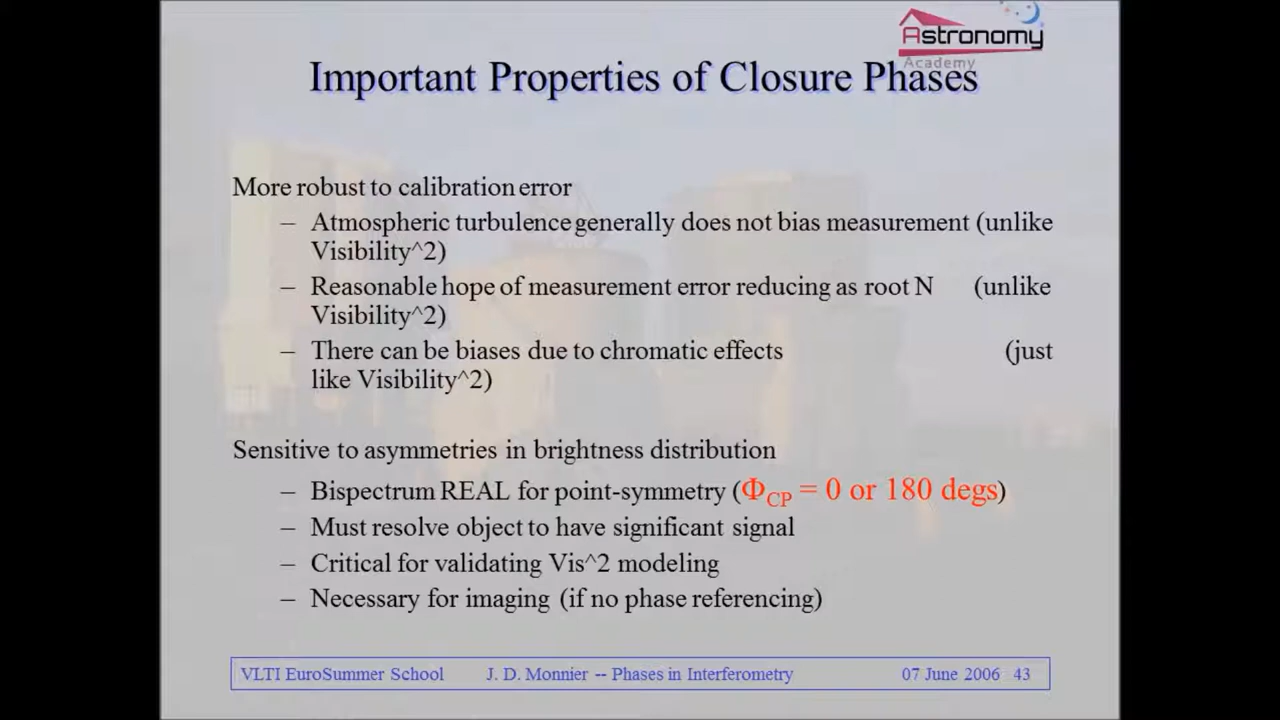 Astronomy
Academy
Important Properties of Closure Phases
More robust to calibration error
– Atmospheric turbulence generally does not bias measurement (unlike
Visibility^2)
– Reasonable hope of measurement error reducing as root N (unlike
Visibility^2)
– There can be biases due to chromatic effects (just
like Visibility^2)
Sensitive to asymmetries in brightness distribution
– Bispectrum REAL for point-symmetry (ΦCP = 0 or 180 degs)
– Must resolve object to have significant signal
– Critical for validating Vis^2 modeling
– Necessary for imaging (if no phase referencing)
VLTI EuroSummer School J. D. Monnier -- Phases in Interferometry 07 June 2006 43